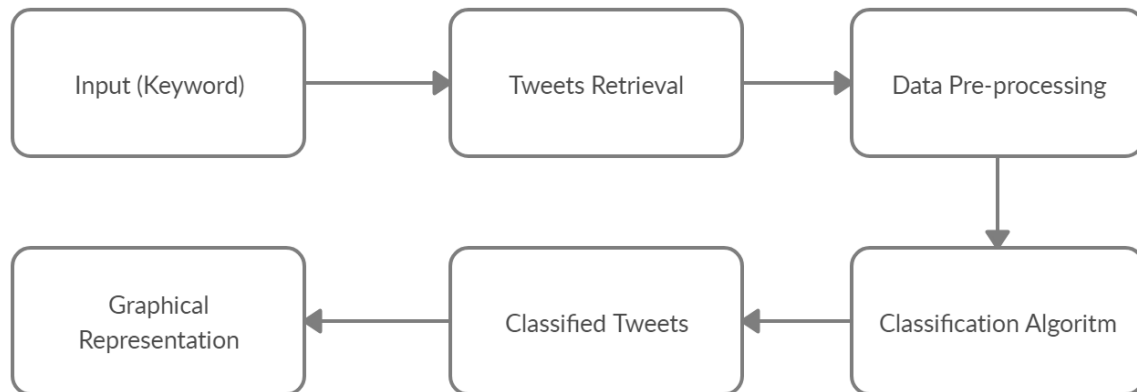 Input (Keyword)
Tweets Retrieval
Data Pre-processing
Graphical
Representation
Classified Tweets
Classification Algoritm